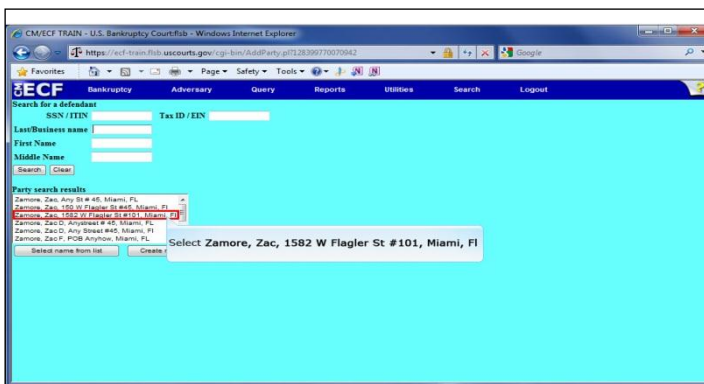 CM/ECF TRAIN - U.S. Bankruptcy Court:flsb - Windows Internet Explorer
https://ecf-train.flsb.uscourts.gov/cgi-bin/AddParty.pl?128399770070942
Google
Favorites Page Safety Tools
ECF Bankruptcy Adversary Query Reports Utilities Search Logout
Search for a defendant
SSN / ITIN Tax ID / EIN
Last/Business name
First Name
Middle Name
Search Clear
Party search results
Zamore, Zac, Any St # 45, Miami, FL
Zamore, Zac, 150 W Flagler St #45, Miami, Fl
Zamore, Zac, 1582 W Flagler St #101, Miami, Fl
Zamore, Zac D, Anystreet # 45, Miami, Fl
Zamore, Zac D, Any Street #45, Miami, Fl
Zamore, Zac F, POB Anyhow, Miami, FL
Select name from list Create
Select Zamore, Zac, 1582 W Flagler St #101, Miami, Fl